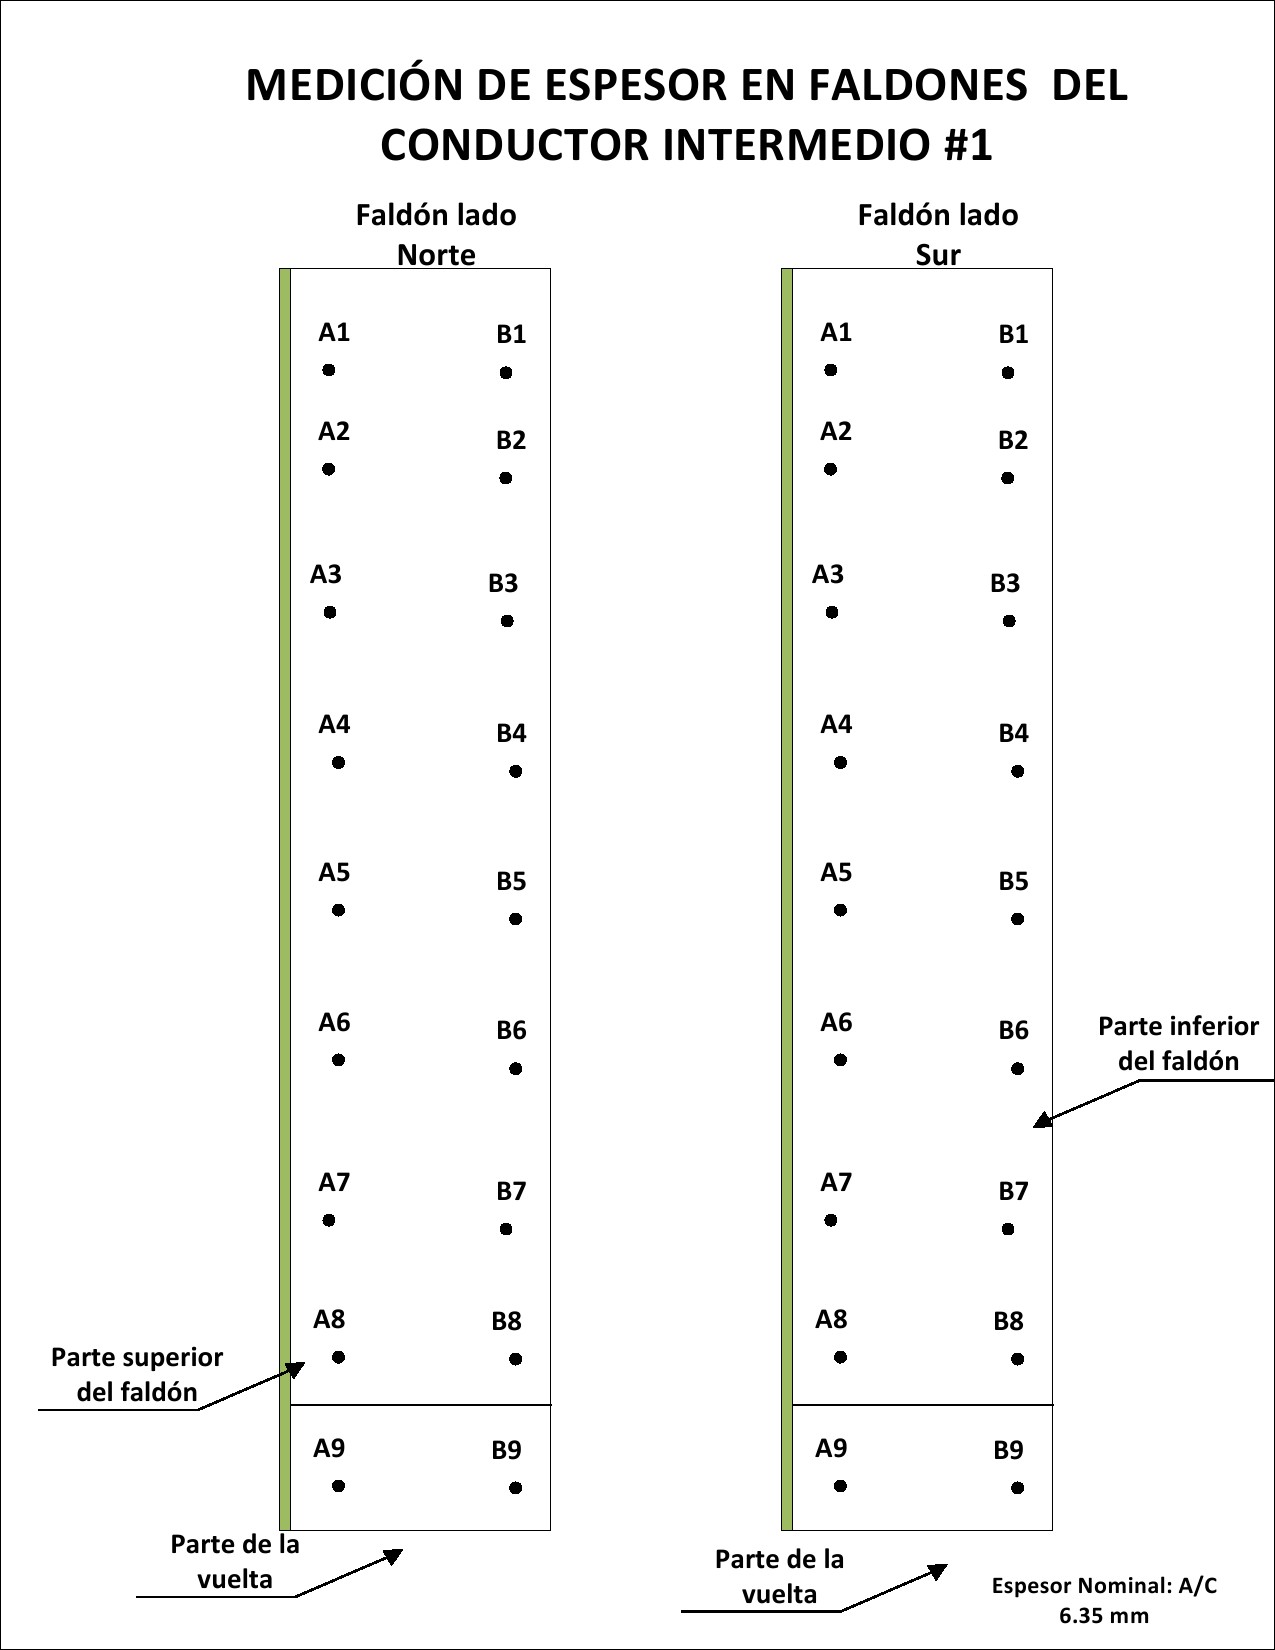 MEDICIÓN DE ESPESOR EN FALDONES DEL
CONDUCTOR INTERMEDIO #1
Faldón lado
Norte
A1
B1
A2
B2
A3
B3
A4
B4
A5
B5
A6
B6
A7
B7
A8
B8
A9
B9
Parte superior
del faldón
Parte de la
vuelta
Faldón lado
Sur
A1
B1
A2
B2
A3
B3
A4
B4
A5
B5
A6
B6
A7
B7
A8
B8
A9
B9
Parte inferior
del faldón
Parte de la
vuelta
Espesor Nominal: A/C
6.35 mm